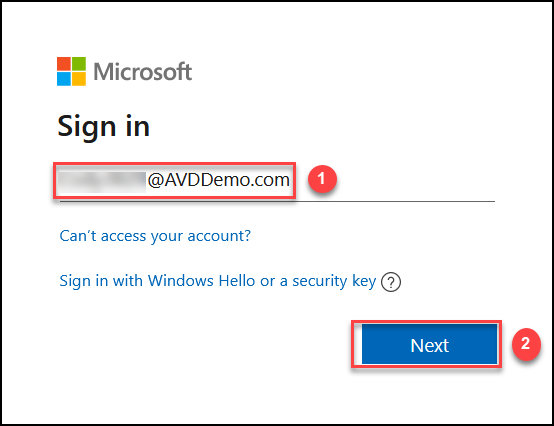 Microsoft
Sign in
@AVDDemo.com
1
Can't access your account?
Sign in with Windows Hello or a security key ?
Next
2